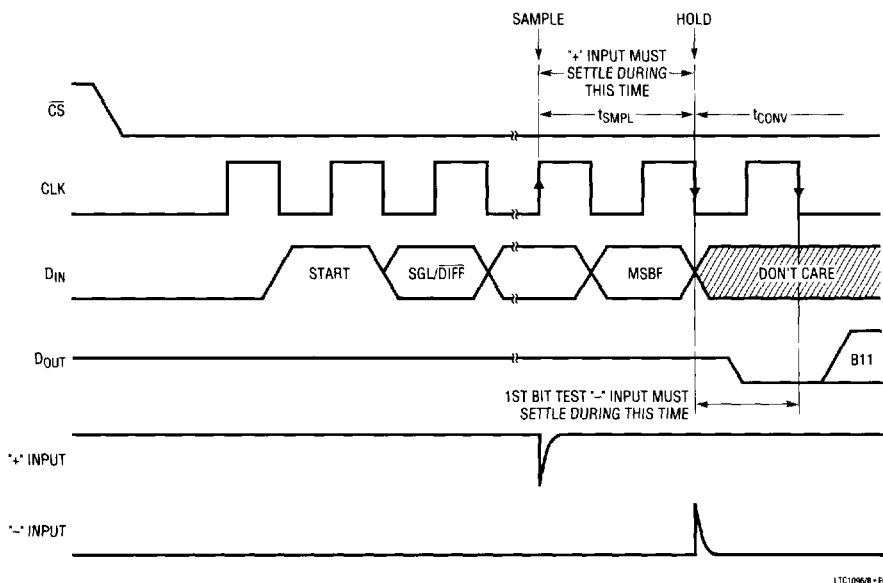 SAMPLE
HOLD
"+" INPUT MUST
SETTLE DURING
THIS TIME
CS
tSMPL
tCONV
CLK
DIN
START
SGL/DIFF
MSBF
DON'T CARE
DOUT
B11
1ST BIT TEST "–" INPUT MUST
SETTLE DURING THIS TIME
"+" INPUT
"–" INPUT